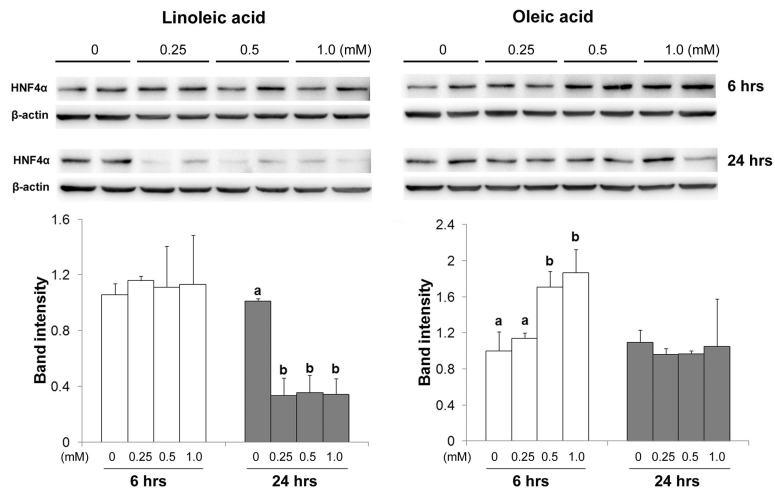 Linoleic acid
Oleic acid
0 0.25 0.5 1.0 (mM)
0 0.25 0.5 1.0 (mM)
HNF4α
6 hrs
β-actin
HNF4α
24 hrs
β-actin
Band intensity
1.6
1.2
0.8
0.4
0
a
b b b
(mM) 0 0.25 0.5 1.0 0 0.25 0.5 1.0
6 hrs 24 hrs
Band intensity
2.4
2
1.6
1.2
0.8
0.4
0
a a b b
(mM) 0 0.25 0.5 1.0 0 0.25 0.5 1.0
6 hrs 24 hrs